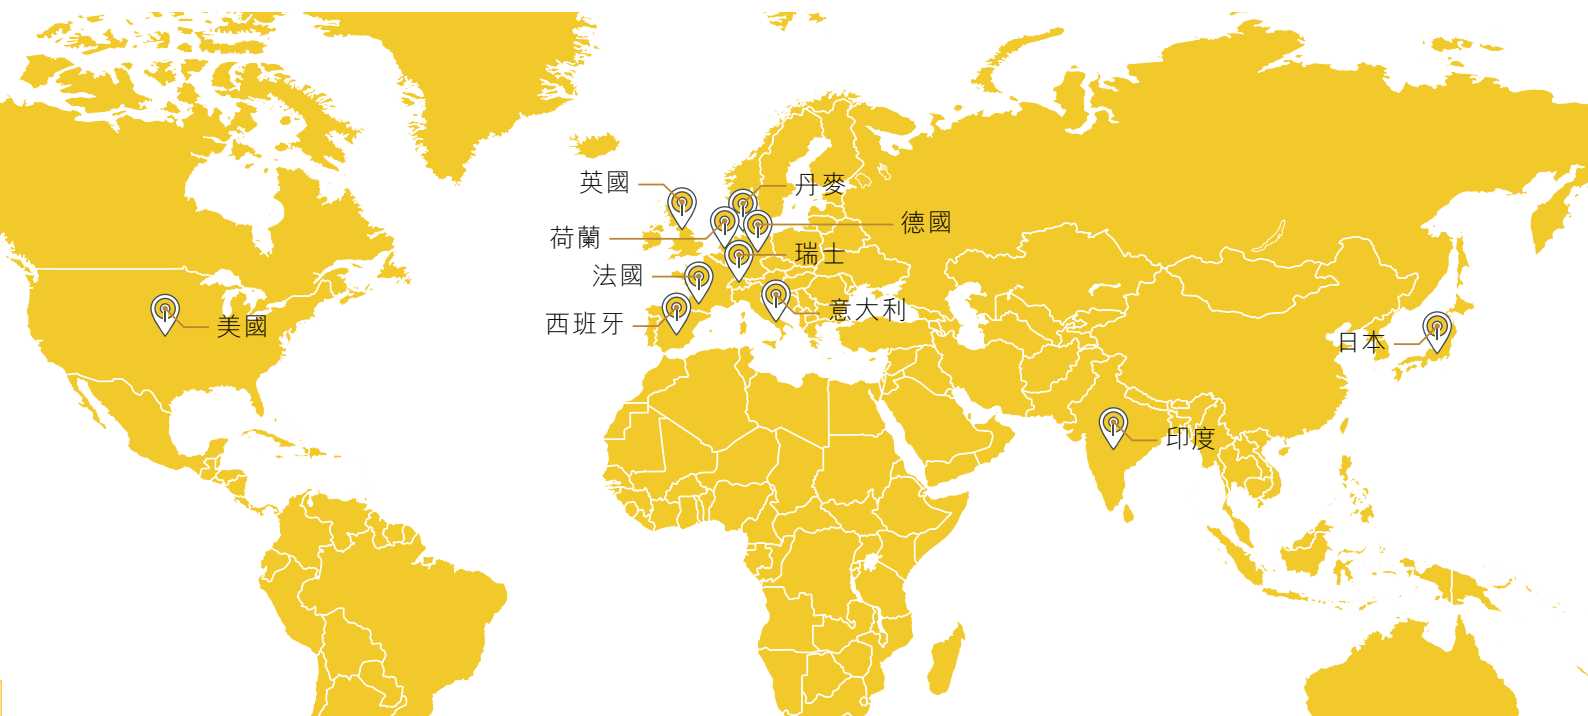 英國
丹麥
德國
荷蘭
瑞士
法國
意大利
西班牙
美國
日本
印度